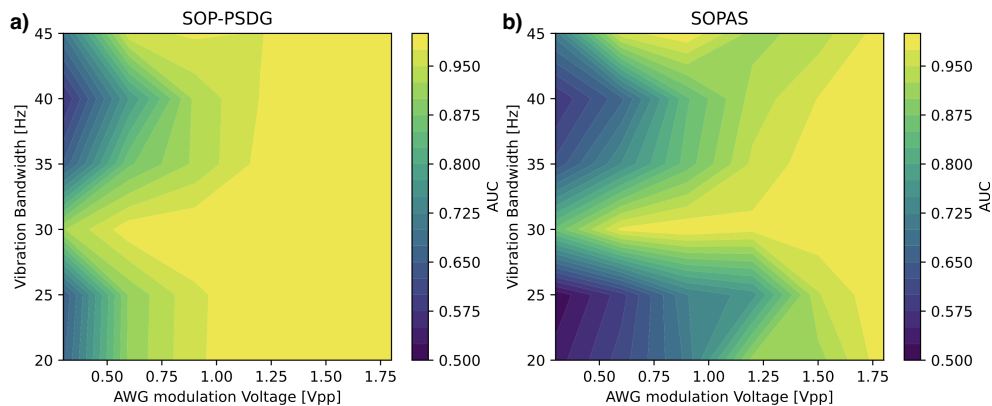 a) SOP-PSDG
45
40
35
30
25
20
Vibration Bandwidth [Hz]
0.50 0.75 1.00 1.25 1.50 1.75
AWG modulation Voltage [Vpp]
0.950
0.875
0.800
0.725
0.650
0.575
0.500
AUC
b) SOPAS
45
40
35
30
25
20
Vibration Bandwidth [Hz]
0.50 0.75 1.00 1.25 1.50 1.75
AWG modulation Voltage [Vpp]
0.950
0.875
0.800
0.725
0.650
0.575
0.500
AUC